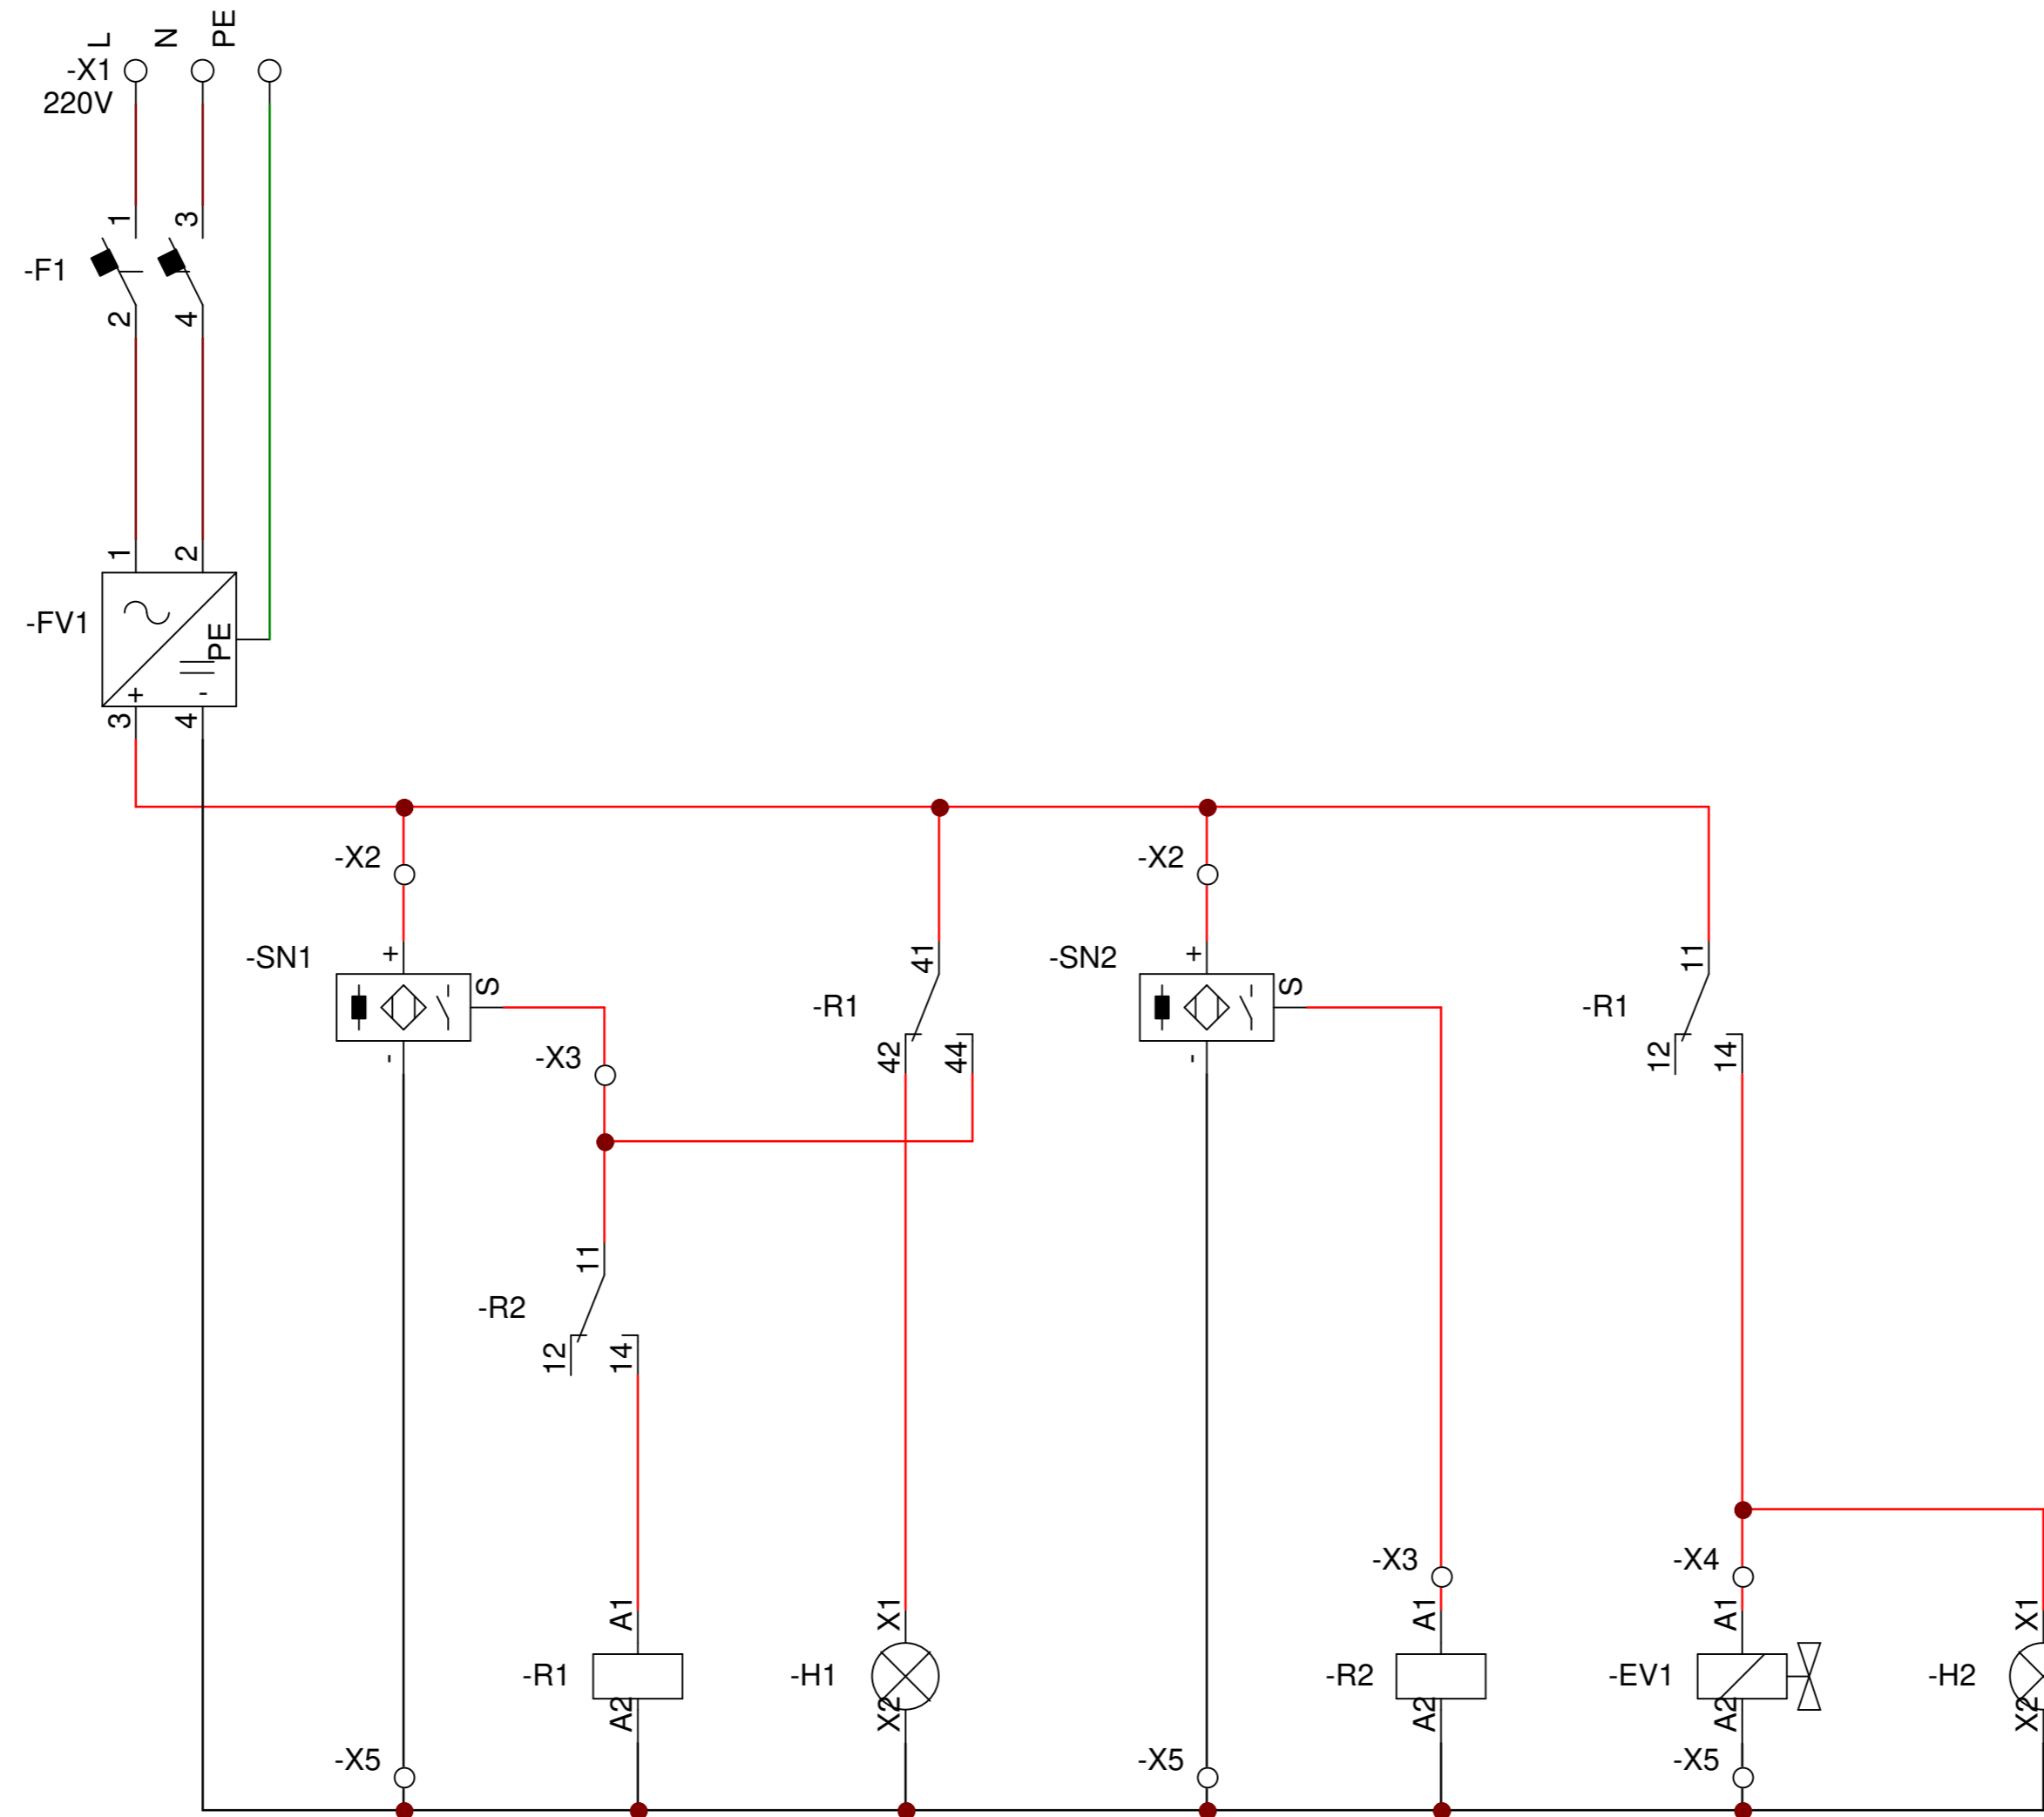 L N PE
-X1
220V
1 3
-F1
2 4
1 2
-FV1
PE
+ -
3 4
-X2 -X2
-SN1 + 41 -SN2 + 11
S S
-R1 -R1
- 42 44 - 12 14
-X3
11
-R2
12 14
-X3 -X4
A1 X1 A1 A1 X1
-R1 -H1 -R2 -EV1 -H2
A2 X2 A2 A2 X2
-X5 -X5 -X5